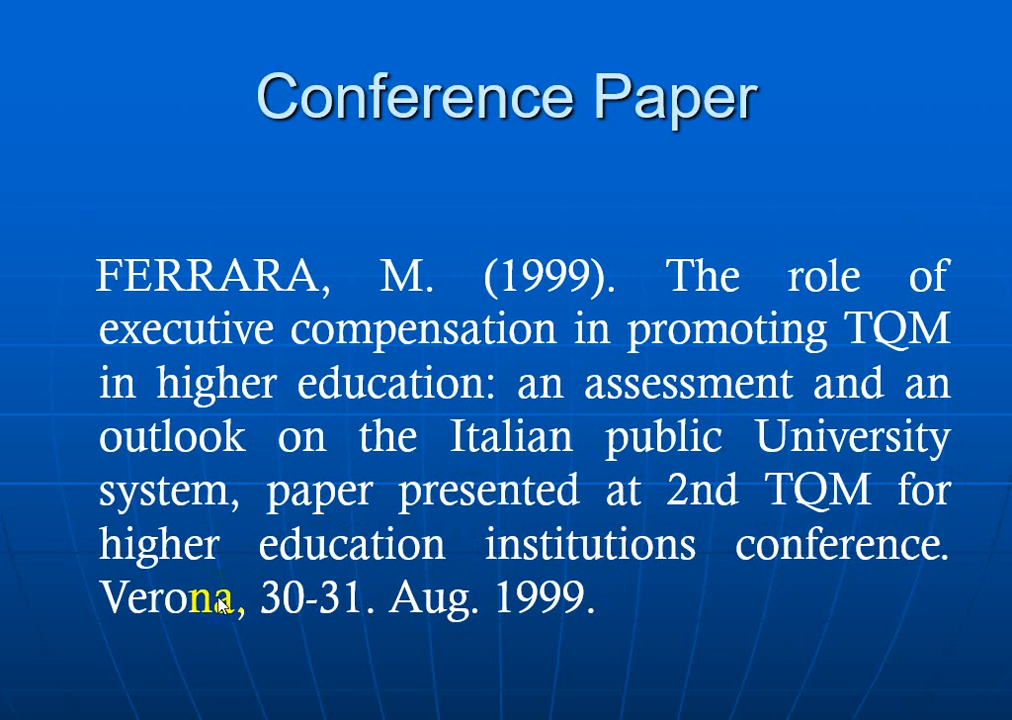 Conference Paper
FERRARA, M. (1999). The role of
executive compensation in promoting TQM
in higher education: an assessment and an
outlook on the Italian public University
system, paper presented at 2nd TQM for
higher education institutions conference.
Verona, 30-31. Aug. 1999.